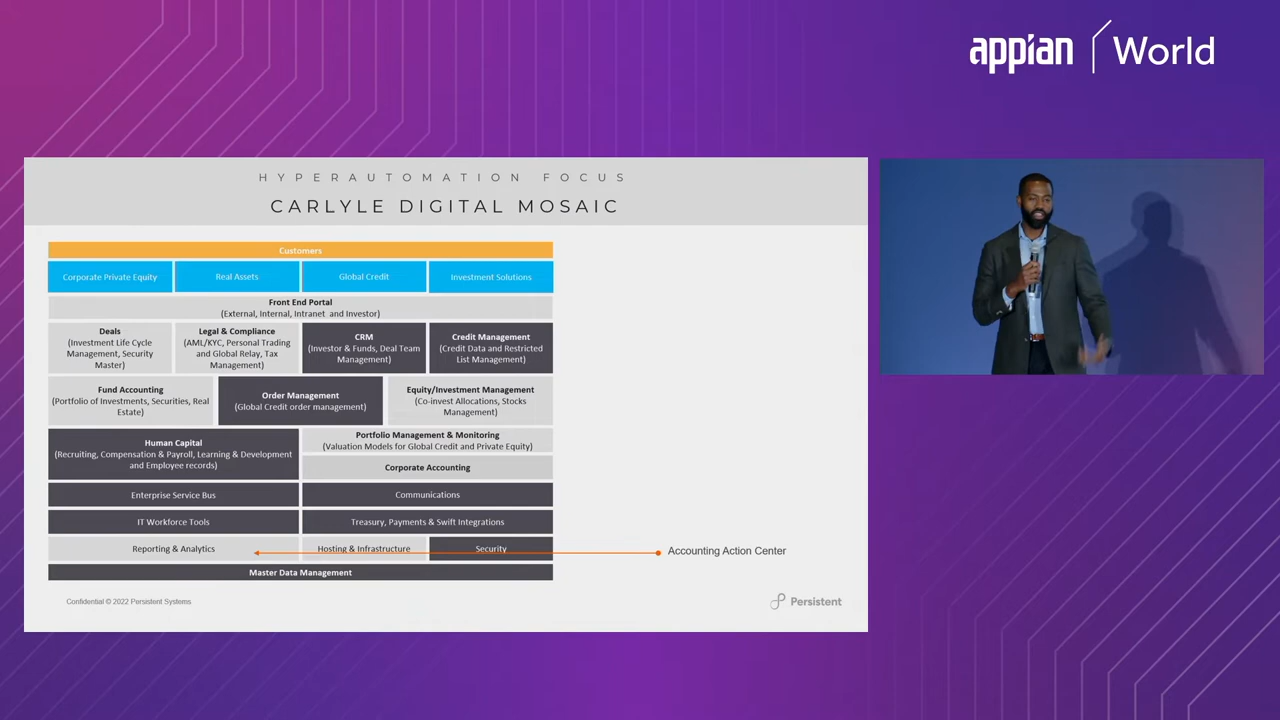 appian World
HYPERAUTOMATION FOCUS
CARLYLE DIGITAL MOSAIC
Customers
Corporate Private Equity
Real Assets
Global Credit
Investment Solutions
Front End Portal
(External, Internal, Intranet and Investor)
Deals
(Investment Life Cycle
Management, Security
Master)
Legal & Compliance
(AML/KYC, Personal Trading
and Global Relay, Tax
Management)
CRM
(Investor & Funds, Deal Team
Management)
Credit Management
(Credit Data and Restricted
List Management)
Fund Accounting
(Portfolio of Investments, Securities, Real
Estate)
Order Management
(Global Credit order management)
Equity/Investment Management
(Co-invest Allocations, Stocks
Management)
Human Capital
(Recruiting, Compensation & Payroll, Learning & Development
and Employee records)
Portfolio Management & Monitoring
(Valuation Models for Global Credit and Private Equity)
Corporate Accounting
Enterprise Service Bus
Communications
IT Workforce Tools
Treasury, Payments & Swift Integrations
Reporting & Analytics
Hosting & Infrastructure
Security
Accounting Action Center
Master Data Management
Confidential © 2022 Persistent Systems
Persistent